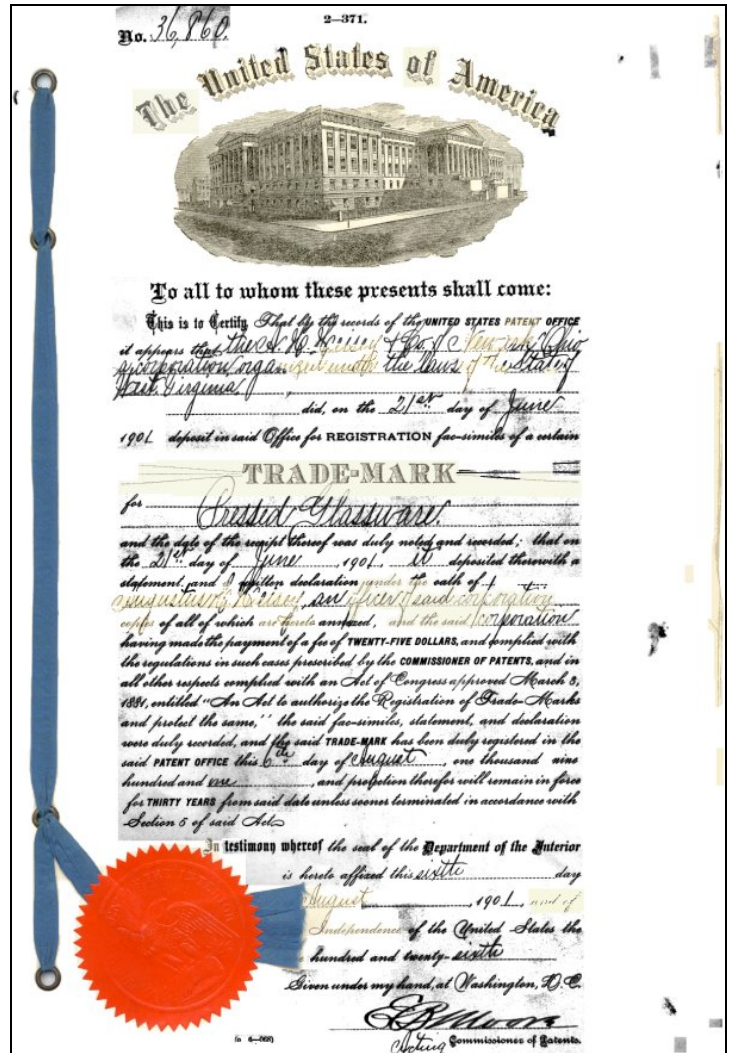 2—371.
No. 36,860.
The United States of America
To all to whom these presents shall come:
This is to Certify That by the records of the UNITED STATES PATENT OFFICE
it appears that the A. H. Heisey & Co. of Newark, Ohio
a corporation organized under the laws of the State of
West Virginia,
did, on the 21st day of June
1901 deposit in said Office for REGISTRATION fac-similes of a certain
TRADE-MARK
for Pressed Glassware.
and the date of the receipt thereof was duly noted and recorded; that on
the 21st day of June, 1901, it deposited therewith a
statement and a written declaration under the oath of
Augustus H. Heisey, an officer of said corporation
copies of all of which are hereto annexed, and the said corporation
having made the payment of a fee of TWENTY-FIVE DOLLARS, and complied with
the regulations in such cases prescribed by the COMMISSIONER OF PATENTS, and in
all other respects complied with an Act of Congress approved March 3,
1881, entitled "An Act to authorize the Registration of Trade-Marks
and protect the same," the said fac-similes, statement, and declaration
were duly recorded, and the said TRADE-MARK has been duly registered in the
said PATENT OFFICE this 6th day of August, one thousand nine
hundred and one, and protection therefor will remain in force
for THIRTY YEARS from said date unless sooner terminated in accordance with
Section 5 of said Act.
In testimony whereof the seal of the Department of the Interior
is hereto affixed this sixth day
August, 1901, and of
Independence of the United States the
hundred and twenty-sixth
Given under my hand, at Washington, D. C.
E. B. Moore
Acting Commissioner of Patents.